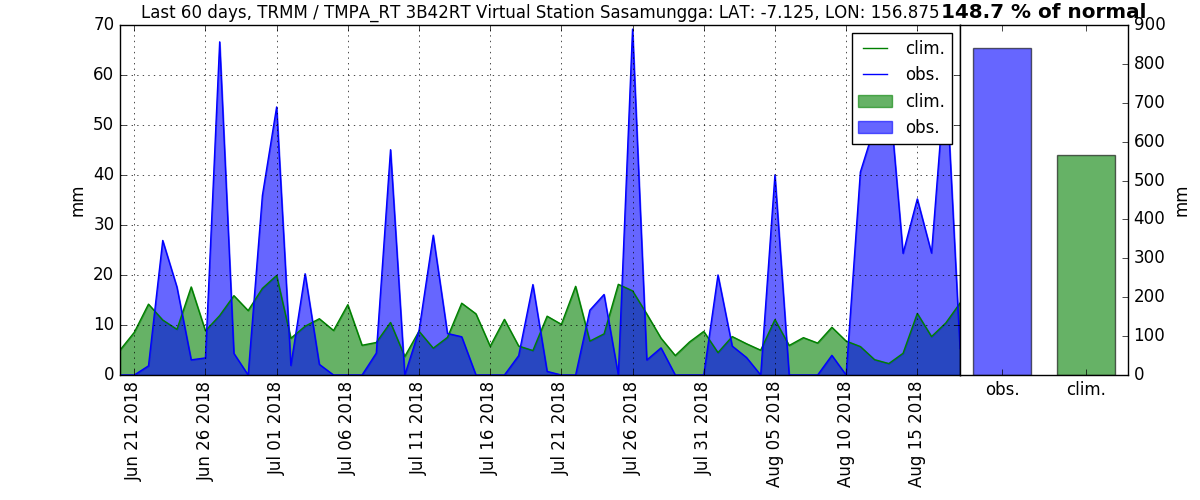 Last 60 days, TRMM / TMPA_RT 3B42RT Virtual Station Sasamungga: LAT: -7.125, LON: 156.875
148.7 % of normal
70
60
50
40
30
20
10
0
mm
clim.
obs.
clim.
obs.
Jun 21 2018
Jun 26 2018
Jul 01 2018
Jul 06 2018
Jul 11 2018
Jul 16 2018
Jul 21 2018
Jul 26 2018
Jul 31 2018
Aug 05 2018
Aug 10 2018
Aug 15 2018
900
800
700
600
500
400
300
200
100
0
mm
obs.
clim.